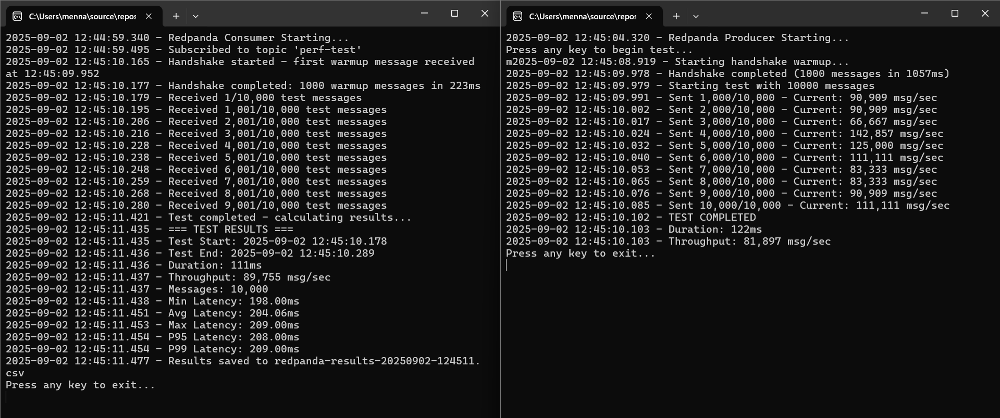 C:\Users\menna\source\repos
2025-09-02 12:44:59.340 - Redpanda Consumer Starting...
2025-09-02 12:44:59.495 - Subscribed to topic 'perf-test'
2025-09-02 12:45:10.165 - Handshake started - first warmup message received
at 12:45:09.952
2025-09-02 12:45:10.177 - Handshake completed: 1000 warmup messages in 223ms
2025-09-02 12:45:10.179 - Received 1/10,000 test messages
2025-09-02 12:45:10.195 - Received 1,001/10,000 test messages
2025-09-02 12:45:10.206 - Received 2,001/10,000 test messages
2025-09-02 12:45:10.216 - Received 3,001/10,000 test messages
2025-09-02 12:45:10.228 - Received 4,001/10,000 test messages
2025-09-02 12:45:10.238 - Received 5,001/10,000 test messages
2025-09-02 12:45:10.248 - Received 6,001/10,000 test messages
2025-09-02 12:45:10.259 - Received 7,001/10,000 test messages
2025-09-02 12:45:10.268 - Received 8,001/10,000 test messages
2025-09-02 12:45:10.280 - Received 9,001/10,000 test messages
2025-09-02 12:45:11.421 - Test completed - calculating results...
2025-09-02 12:45:11.435 - === TEST RESULTS ===
2025-09-02 12:45:11.435 - Test Start: 2025-09-02 12:45:10.178
2025-09-02 12:45:11.436 - Test End: 2025-09-02 12:45:10.289
2025-09-02 12:45:11.436 - Duration: 111ms
2025-09-02 12:45:11.437 - Throughput: 89,755 msg/sec
2025-09-02 12:45:11.437 - Messages: 10,000
2025-09-02 12:45:11.438 - Min Latency: 198.00ms
2025-09-02 12:45:11.451 - Avg Latency: 204.06ms
2025-09-02 12:45:11.453 - Max Latency: 209.00ms
2025-09-02 12:45:11.454 - P95 Latency: 208.00ms
2025-09-02 12:45:11.454 - P99 Latency: 209.00ms
2025-09-02 12:45:11.477 - Results saved to redpanda-results-20250902-124511.
csv
Press any key to exit...
C:\Users\menna\source\repos
2025-09-02 12:45:04.320 - Redpanda Producer Starting...
Press any key to begin test...
m2025-09-02 12:45:08.919 - Starting handshake warmup...
2025-09-02 12:45:09.978 - Handshake completed (1000 messages in 1057ms)
2025-09-02 12:45:09.979 - Starting test with 10000 messages
2025-09-02 12:45:09.991 - Sent 1,000/10,000 - Current: 90,909 msg/sec
2025-09-02 12:45:10.002 - Sent 2,000/10,000 - Current: 90,909 msg/sec
2025-09-02 12:45:10.017 - Sent 3,000/10,000 - Current: 66,667 msg/sec
2025-09-02 12:45:10.024 - Sent 4,000/10,000 - Current: 142,857 msg/sec
2025-09-02 12:45:10.032 - Sent 5,000/10,000 - Current: 125,000 msg/sec
2025-09-02 12:45:10.040 - Sent 6,000/10,000 - Current: 111,111 msg/sec
2025-09-02 12:45:10.053 - Sent 7,000/10,000 - Current: 83,333 msg/sec
2025-09-02 12:45:10.065 - Sent 8,000/10,000 - Current: 83,333 msg/sec
2025-09-02 12:45:10.076 - Sent 9,000/10,000 - Current: 90,909 msg/sec
2025-09-02 12:45:10.085 - Sent 10,000/10,000 - Current: 111,111 msg/sec
2025-09-02 12:45:10.102 - TEST COMPLETED
2025-09-02 12:45:10.103 - Duration: 122ms
2025-09-02 12:45:10.103 - Throughput: 81,897 msg/sec
Press any key to exit...